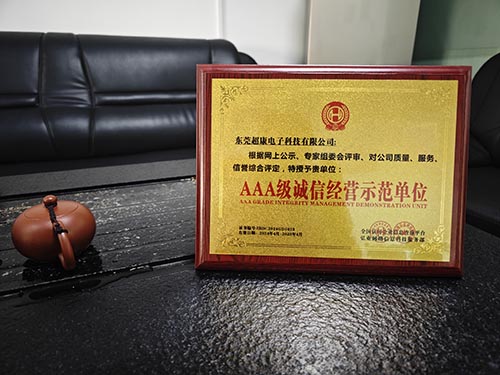 东莞超康电子科技有限公司:
根据网上公示、专家组委会评审、对公司质量、服务、
信誉综合评定，特授予贵单位:
AAA级诚信经营示范单位
AAA GRADE INTEGRITY MANAGEMENT DEMONSTRATION UNIT